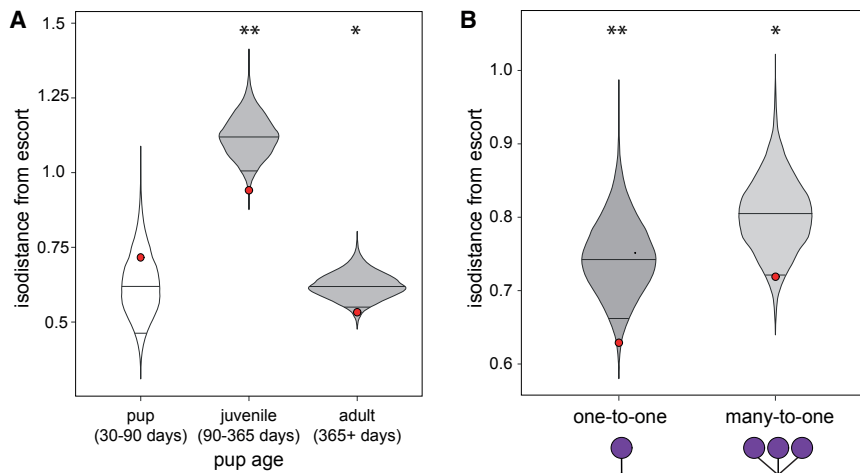 A
isodistance from escort
1.5
1.25
1.0
0.75
0.5
** *
pup juvenile adult
(30-90 days) (90-365 days) (365+ days)
pup age
B
isodistance from escort
1.0
0.9
0.8
0.7
0.6
** *
one-to-one many-to-one